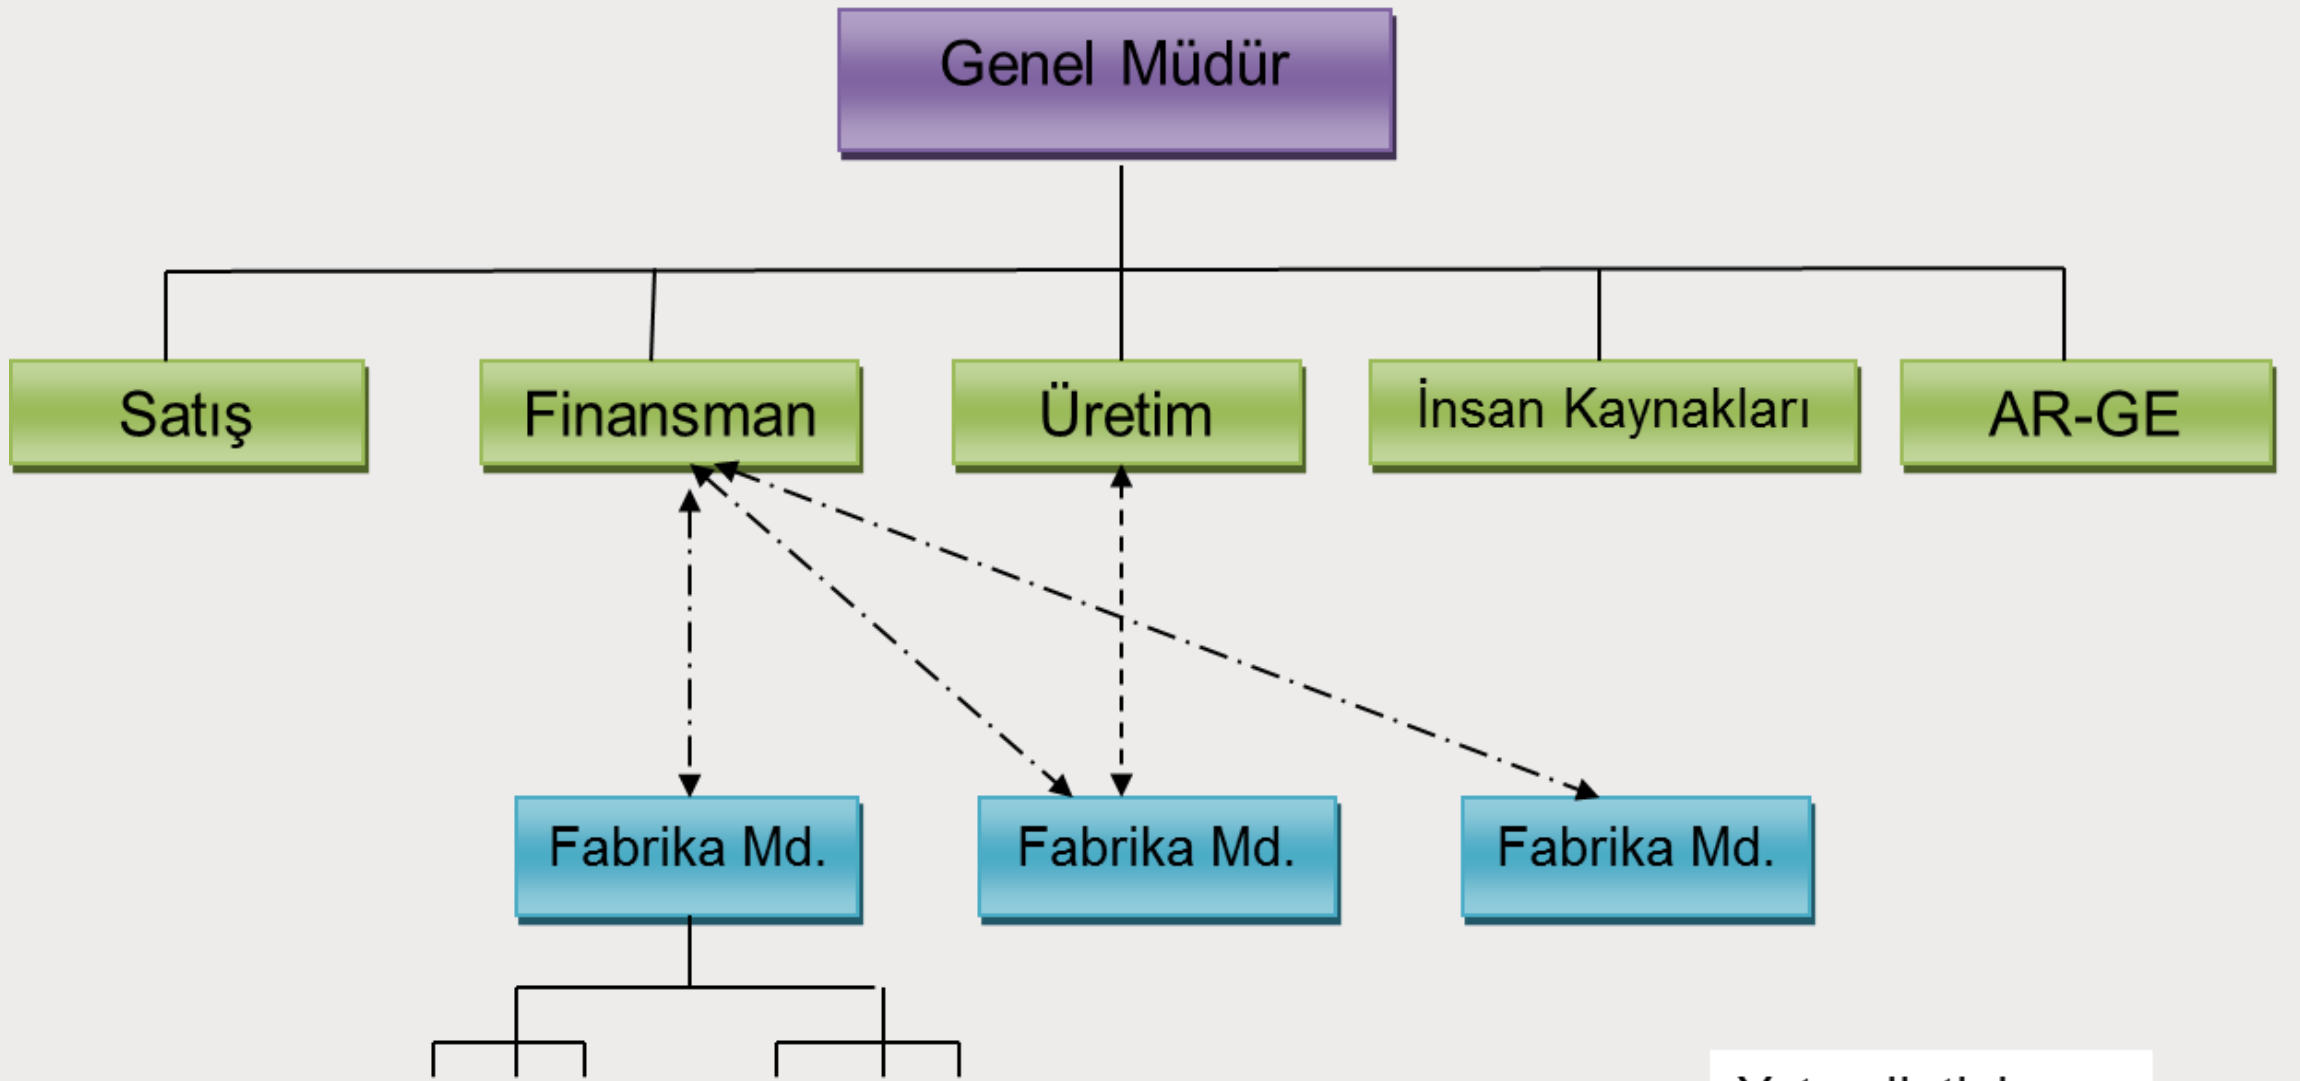 Genel Müdür
Satış
Finansman
Üretim
İnsan Kaynakları
AR-GE
Fabrika Md.
Fabrika Md.
Fabrika Md.